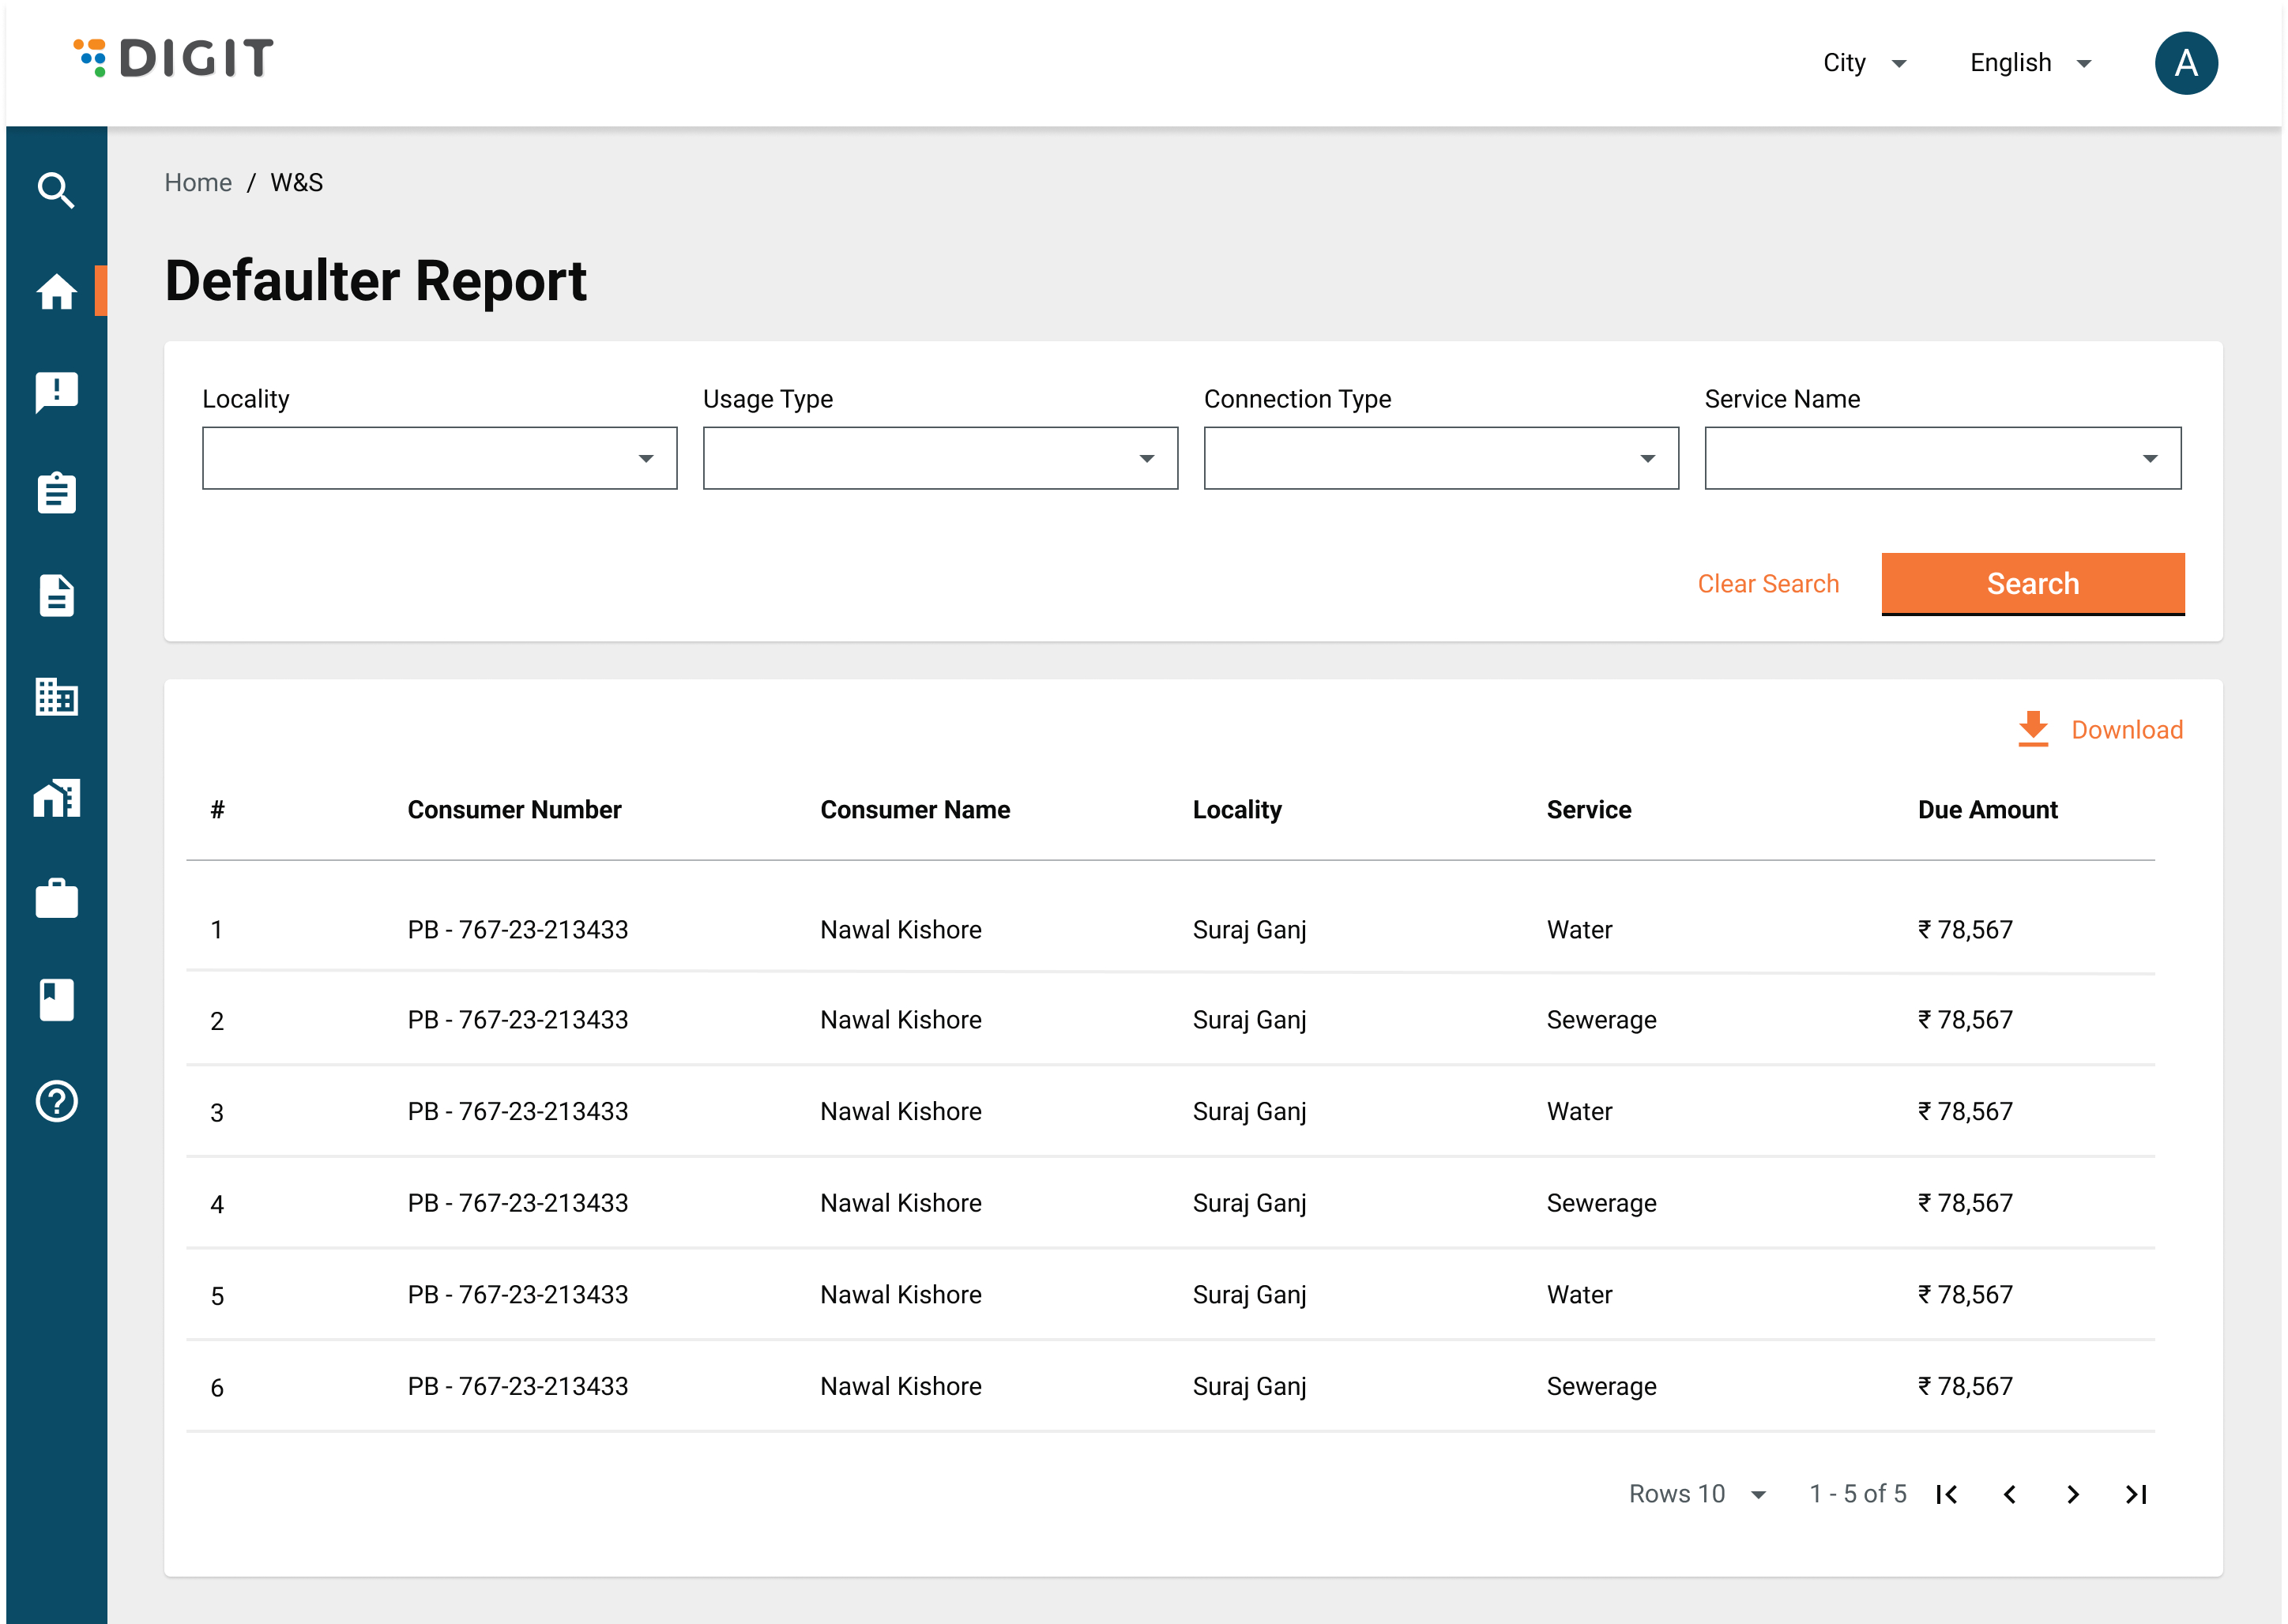 DIGIT
City English A
Home / W&S
Defaulter Report
Locality Usage Type Connection Type Service Name
Clear Search Search
Download
# Consumer Number Consumer Name Locality Service Due Amount
1 PB - 767-23-213433 Nawal Kishore Suraj Ganj Water ₹ 78,567
2 PB - 767-23-213433 Nawal Kishore Suraj Ganj Sewerage ₹ 78,567
3 PB - 767-23-213433 Nawal Kishore Suraj Ganj Water ₹ 78,567
4 PB - 767-23-213433 Nawal Kishore Suraj Ganj Sewerage ₹ 78,567
5 PB - 767-23-213433 Nawal Kishore Suraj Ganj Water ₹ 78,567
6 PB - 767-23-213433 Nawal Kishore Suraj Ganj Sewerage ₹ 78,567
Rows 10 1 - 5 of 5